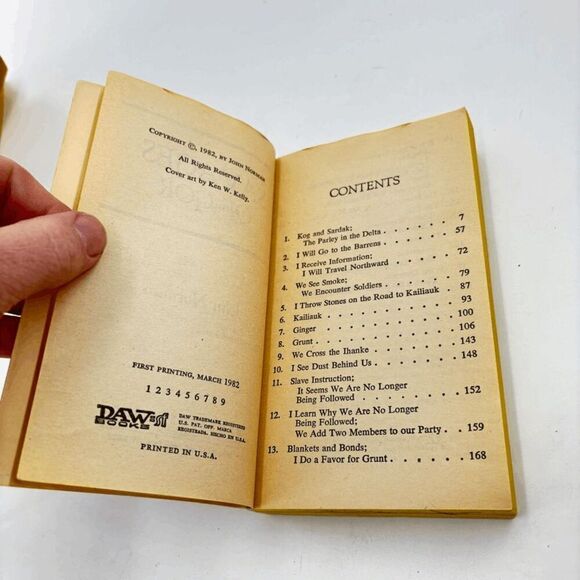 COPYRIGHT ©, 1982, BY JOHN NORMAN
All Rights Reserved.
Cover art by Ken W. Kelly.
FIRST PRINTING, MARCH 1982
1 2 3 4 5 6 7 8 9
DAW sf
BOOKS
DAW TRADEMARK REGISTERED
U.S. PAT. OFF. MARCA
REGISTRADA. HECHO EN U.S.A.
PRINTED IN U.S.A.
CONTENTS
1. Kog and Sardak;
The Parley in the Delta . . . . . . 7
2. I Will Go to the Barrens . . . . . . 57
3. I Receive Information;
I Will Travel Northward . . . . . . 72
4. We See Smoke;
We Encounter Soldiers . . . . . . 79
5. I Throw Stones on the Road to Kailiauk . . . 87
6. Kailiauk . . . . . . . . . . 93
7. Ginger . . . . . . . . . . 100
8. Grunt . . . . . . . . . . 106
9. We Cross the Ihanke . . . . . . . 143
10. I See Dust Behind Us . . . . . . . 148
11. Slave Instruction;
It Seems We Are No Longer
Being Followed . . . . . . . . 152
12. I Learn Why We Are No Longer
Being Followed;
We Add Two Members to our Party . . . . 159
13. Blankets and Bonds;
I Do a Favor for Grunt . . . . . . 168